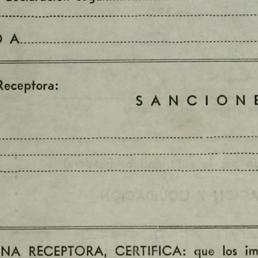 O A
Receptora:
SANCIONE
NA RECEPTORA, CERTIFICA: que los im